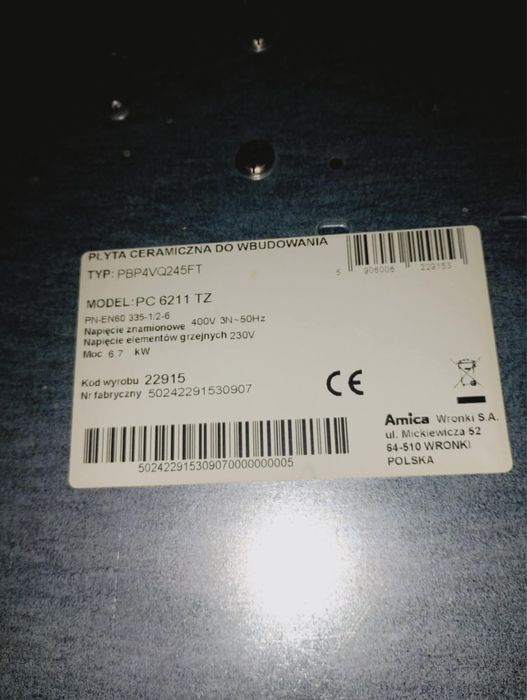 PŁYTA CERAMICZNA DO WBUDOWANIA
TYP: PBP4VQ245FT
5 906006 229153
MODEL: PC 6211 TZ
PN-EN60 335-1/2-6
Napięcie znamionowe 400V 3N~50Hz
Napięcie elementów grzejnych 230V
Moc 6,7 kW
Kod wyrobu 22915
Nr fabryczny 50242291530907
CE
502422915309070000000005
Amica Wronki S.A.
ul. Mickiewicza 52
64-510 WRONKI
POLSKA